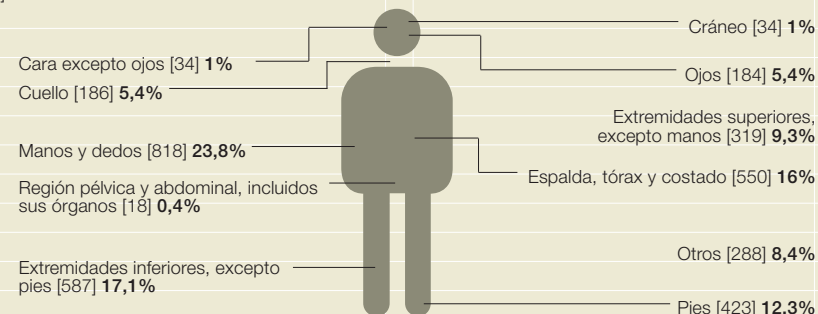 Cara excepto ojos [34] 1%
Cuello [186] 5,4%
Manos y dedos [818] 23,8%
Región pélvica y abdominal, incluidos
sus órganos [18] 0,4%
Extremidades inferiores, excepto
pies [587] 17,1%
Cráneo [34] 1%
Ojos [184] 5,4%
Extremidades superiores,
excepto manos [319] 9,3%
Espalda, tórax y costado [550] 16%
Otros [288] 8,4%
Pies [423] 12,3%